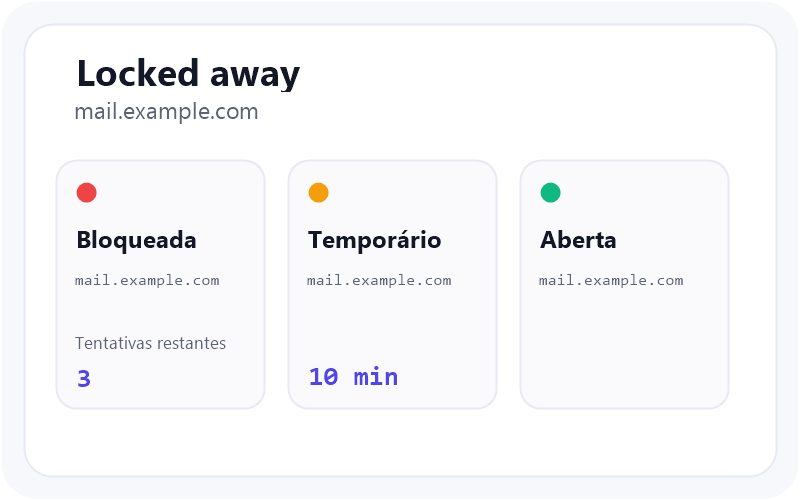 Locked away
mail.example.com
Bloqueada
mail.example.com
Tentativas restantes
3
Temporário
mail.example.com
10 min
Aberta
mail.example.com